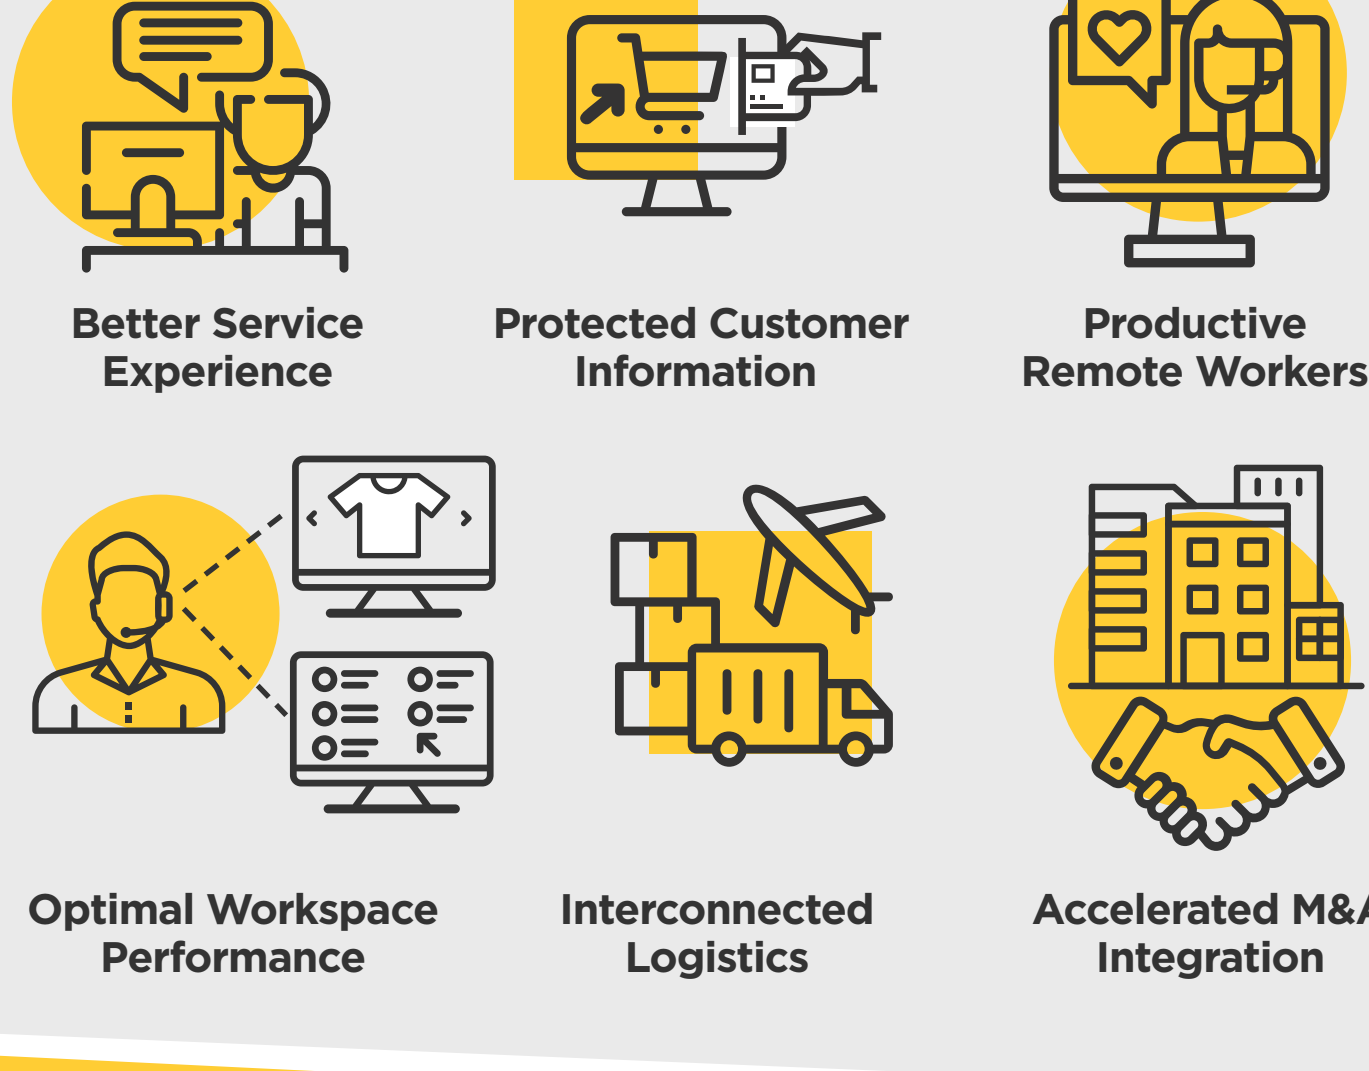 Better Service
Experience
Protected Customer
Information
Productive
Remote Workers
Optimal Workspace
Performance
Interconnected
Logistics
Accelerated M&A
Integration